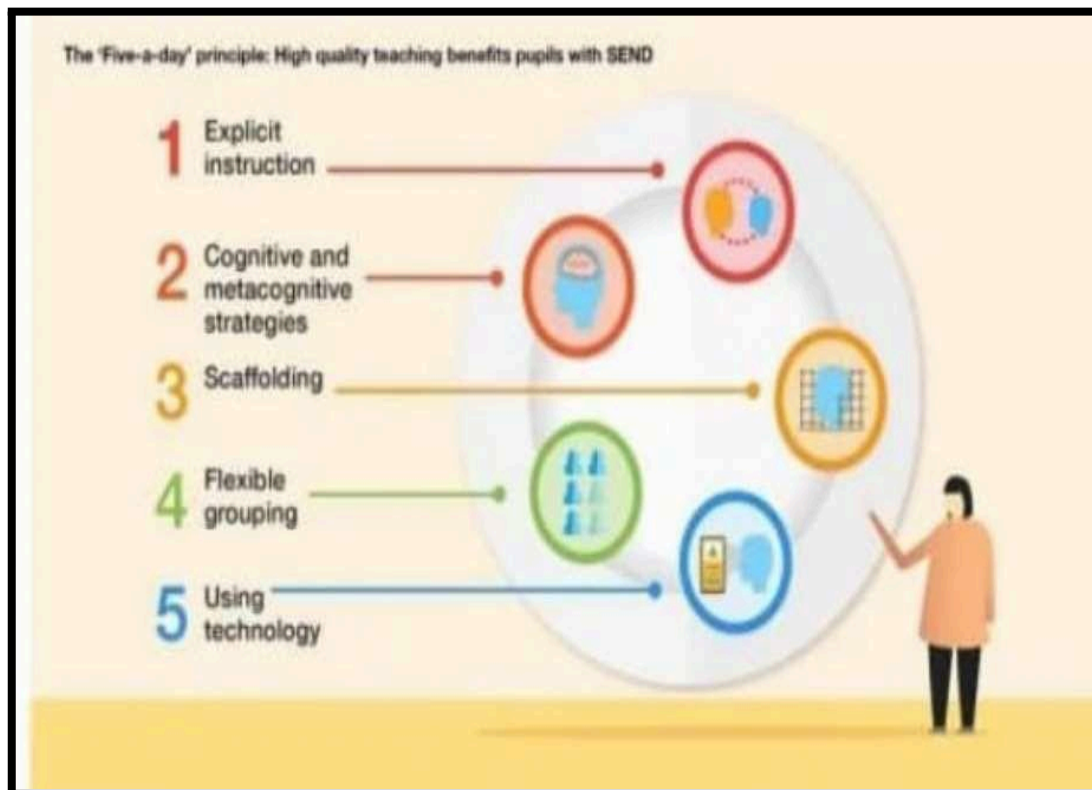 The 'Five-a-day' principle: High quality teaching benefits pupils with SEND
1 Explicit
instruction
2 Cognitive and
metacognitive
strategies
3 Scaffolding
4 Flexible
grouping
5 Using
technology